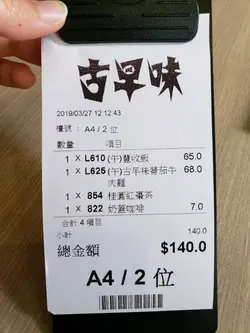 古早味
2019/03/27 12:12:43
檯號 : A4 / 2 位
數量 項目
1 X L610 (午)豐收飯 65.0
1 X L625 (午)古早味蕃茄牛肉麵 68.0
1 X 854 桂圓紅棗茶
1 X 822 奶蓋咖啡 7.0
合計 4 項目
小計 140.0
總金額 $140.0
A4 / 2 位